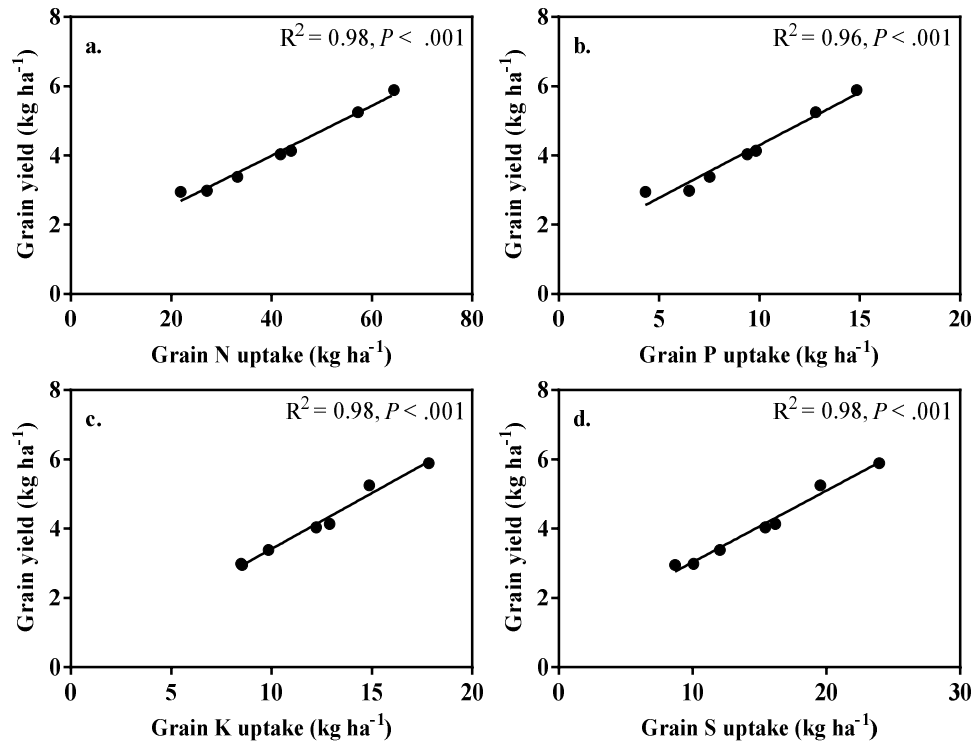 a.
R² = 0.98, P < .001
Grain yield (kg ha⁻¹)
8
6
4
2
0
0 20 40 60 80
Grain N uptake (kg ha⁻¹)
b.
R² = 0.96, P < .001
Grain yield (kg ha⁻¹)
8
6
4
2
0
0 5 10 15 20
Grain P uptake (kg ha⁻¹)
c.
R² = 0.98, P < .001
Grain yield (kg ha⁻¹)
8
6
4
2
0
0 5 10 15 20
Grain K uptake (kg ha⁻¹)
d.
R² = 0.98, P < .001
Grain yield (kg ha⁻¹)
8
6
4
2
0
0 10 20 30
Grain S uptake (kg ha⁻¹)